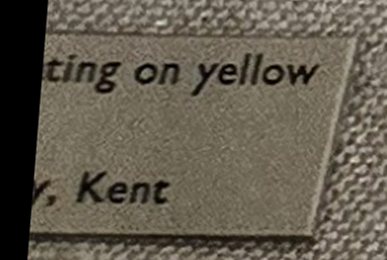 ting on yellow
, Kent